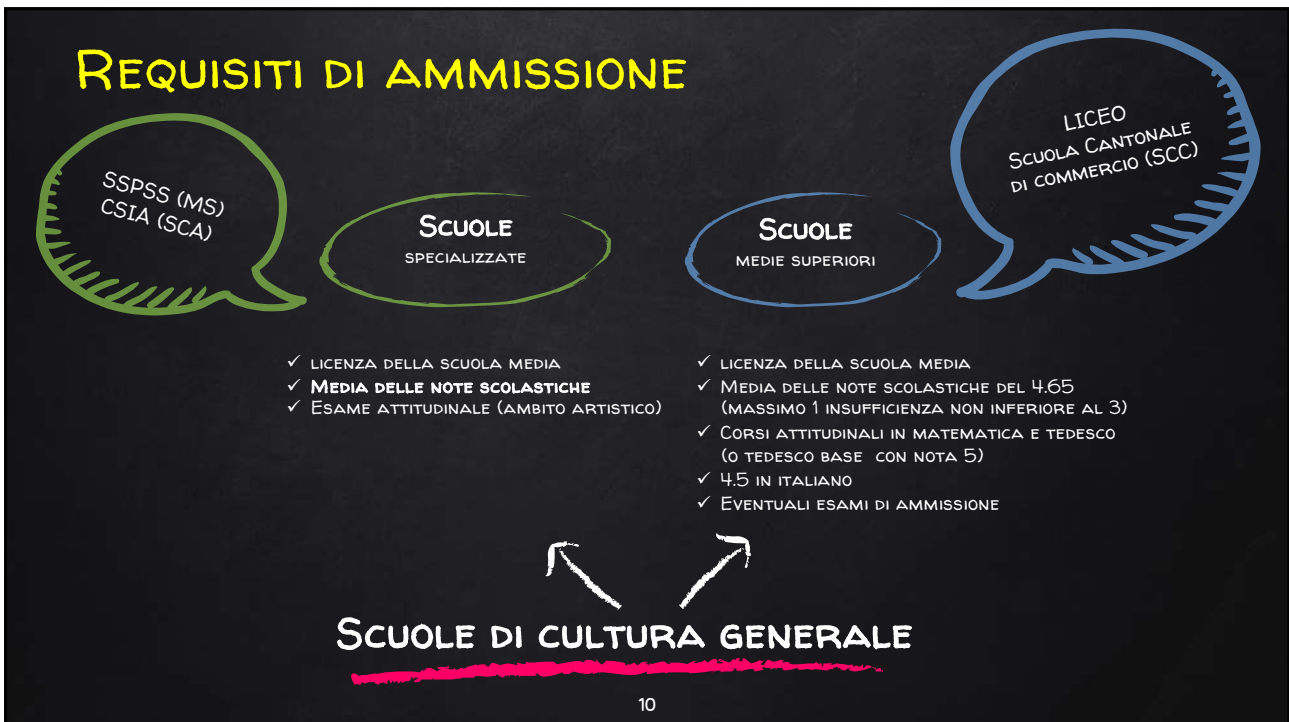 Requisiti di ammissione
SSPSS (MS)
CSIA (SCA)
Scuole
specializzate
Scuole
medie superiori
LICEO
Scuola Cantonale
di commercio (SCC)
✓ licenza della scuola media
✓ Media delle note scolastiche
✓ Esame attitudinale (ambito artistico)
✓ licenza della scuola media
✓ Media delle note scolastiche del 4.65
(massimo 1 insufficienza non inferiore al 3)
✓ Corsi attitudinali in matematica e tedesco
(o tedesco base con nota 5)
✓ 4.5 in italiano
✓ Eventuali esami di ammissione
Scuole di cultura generale
10